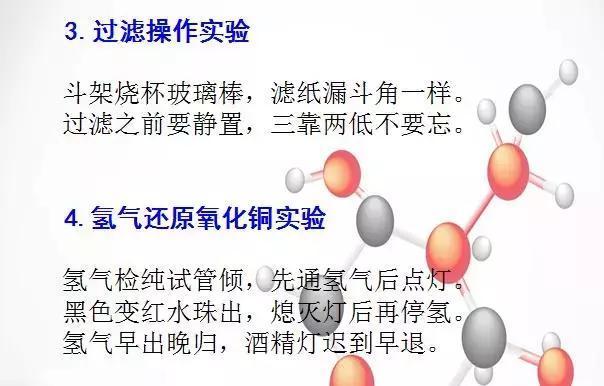 3.过滤操作实验
斗架烧杯玻璃棒，滤纸漏斗角一样。
过滤之前要静置，三靠两低不要忘。
4.氢气还原氧化铜实验
氢气检纯试管倾，先通氢气后点灯。
黑色变红水珠出，熄灭灯后再停氢。
氢气早出晚归，酒精灯迟到早退。